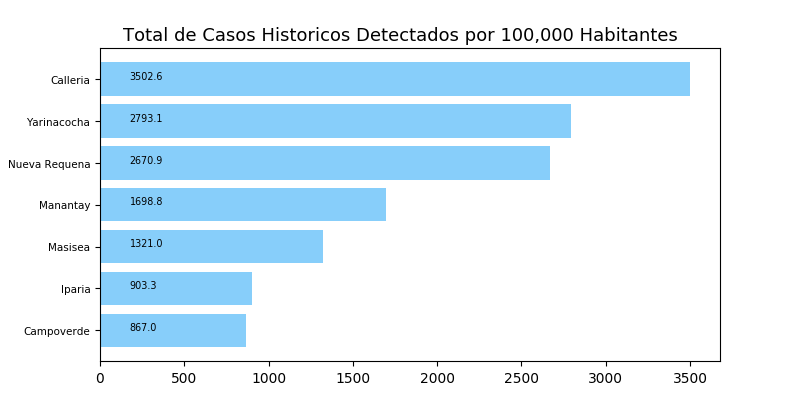 Total de Casos Historicos Detectados por 100,000 Habitantes
Calleria 3502.6
Yarinacocha 2793.1
Nueva Requena 2670.9
Manantay 1698.8
Masisea 1321.0
Iparia 903.3
Campoverde 867.0
0 500 1000 1500 2000 2500 3000 3500